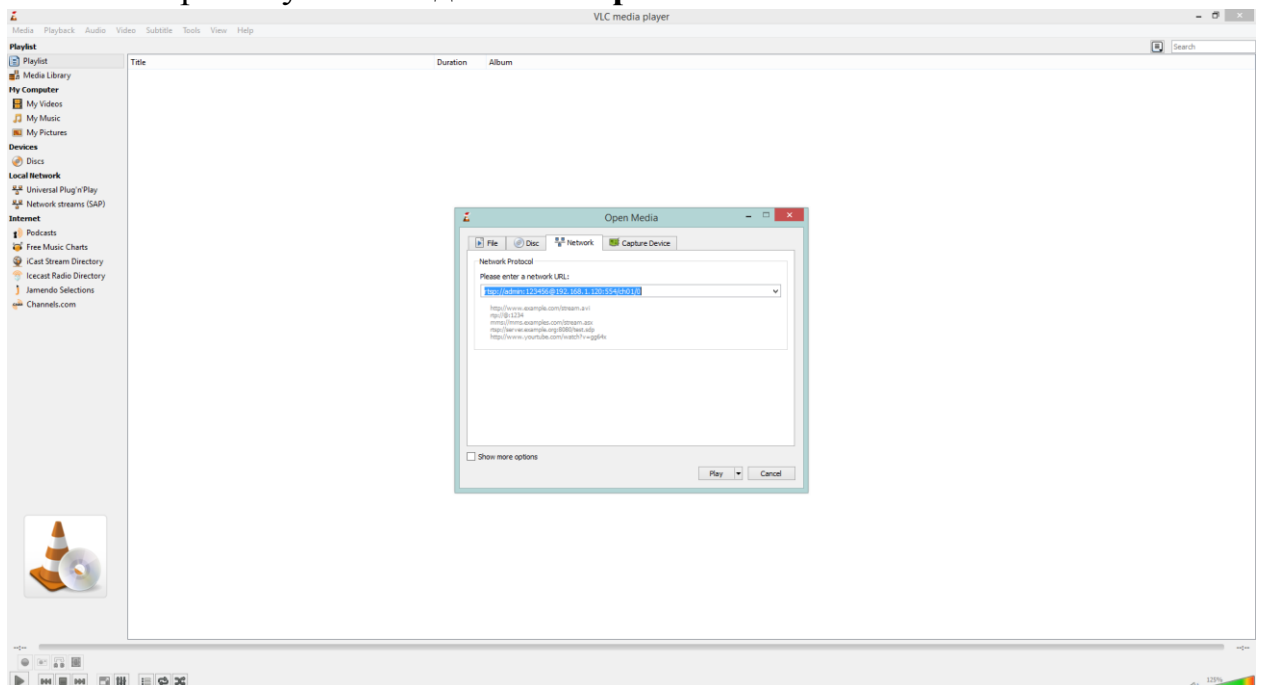 VLC media player
Media Playback Audio Video Subtitle Tools View Help
Playlist
Search
Playlist
Title Duration Album
Media Library
My Computer
My Videos
My Music
My Pictures
Devices
Discs
Local Network
Universal Plug'n'Play
Network streams (SAP)
Internet
Podcasts
Free Music Charts
iCast Stream Directory
Icecast Radio Directory
Jamendo Selections
Channels.com
Open Media
File Disc Network Capture Device
Network Protocol
Please enter a network URL:
rtsp://admin:123456@192.168.1.120:554/ch01/0
http://www.example.com/stream.avi
rtp://@:1234
mms://mms.examples.com/stream.asx
rtsp://server.example.org:8080/test.sdp
http://www.yourtube.com/watch?v=gg64x
Show more options
Play Cancel
--:-- --:--
128%